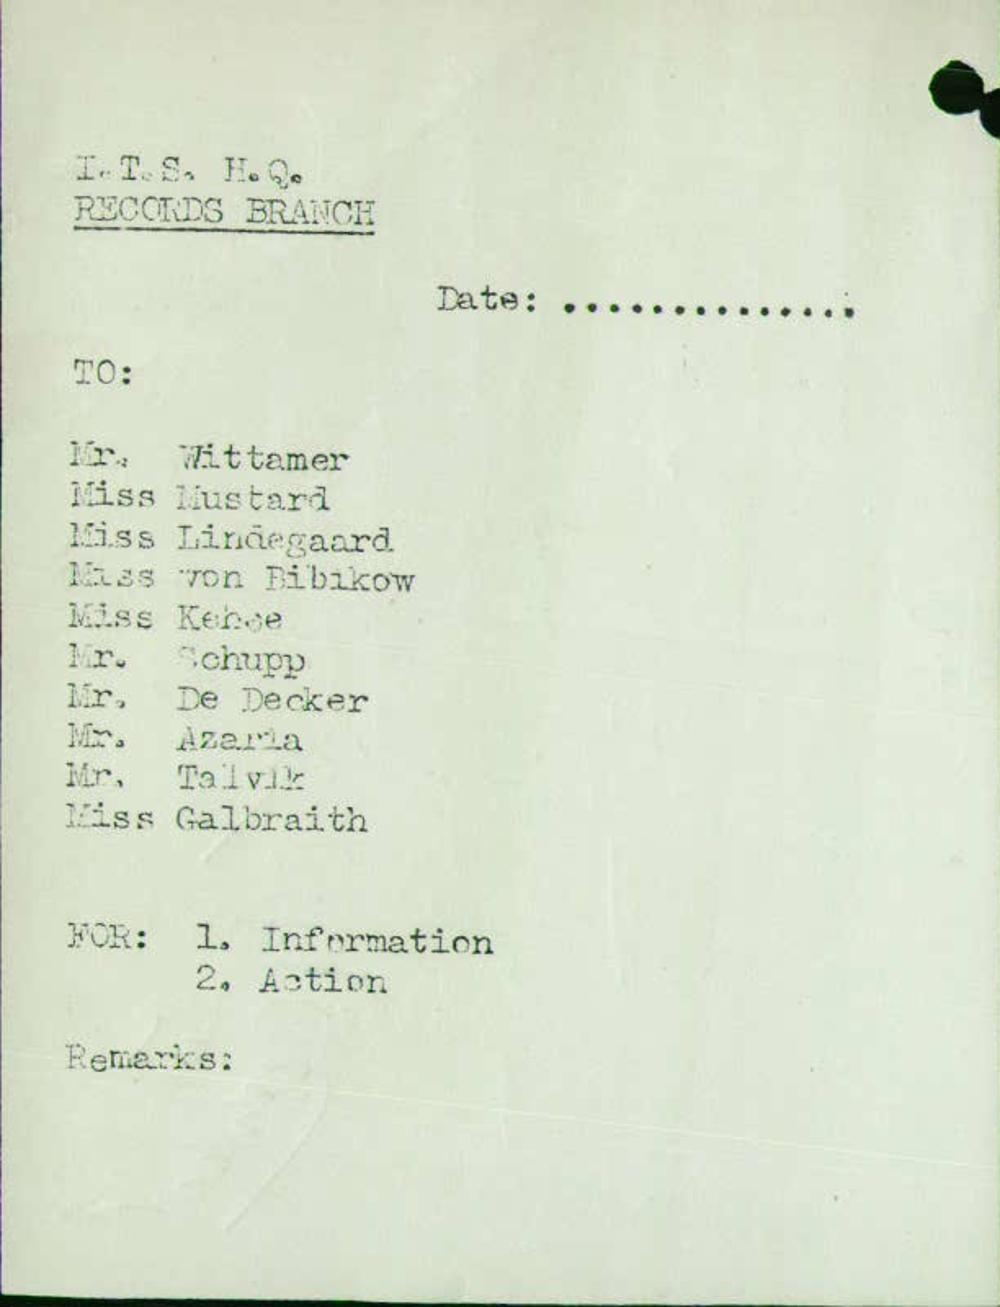 I.T.S. H.Q.
RECORDS BRANCH
Date: ..............
TO:
Mr. Wittamer
Miss Mustard
Miss Lindegaard
Miss von Bibikow
Miss Kehoe
Mr. Schupp
Mr. De Decker
Mr. Azaria
Mr. Talvik
Miss Galbraith
FOR: 1. Information
2. Action
Remarks: